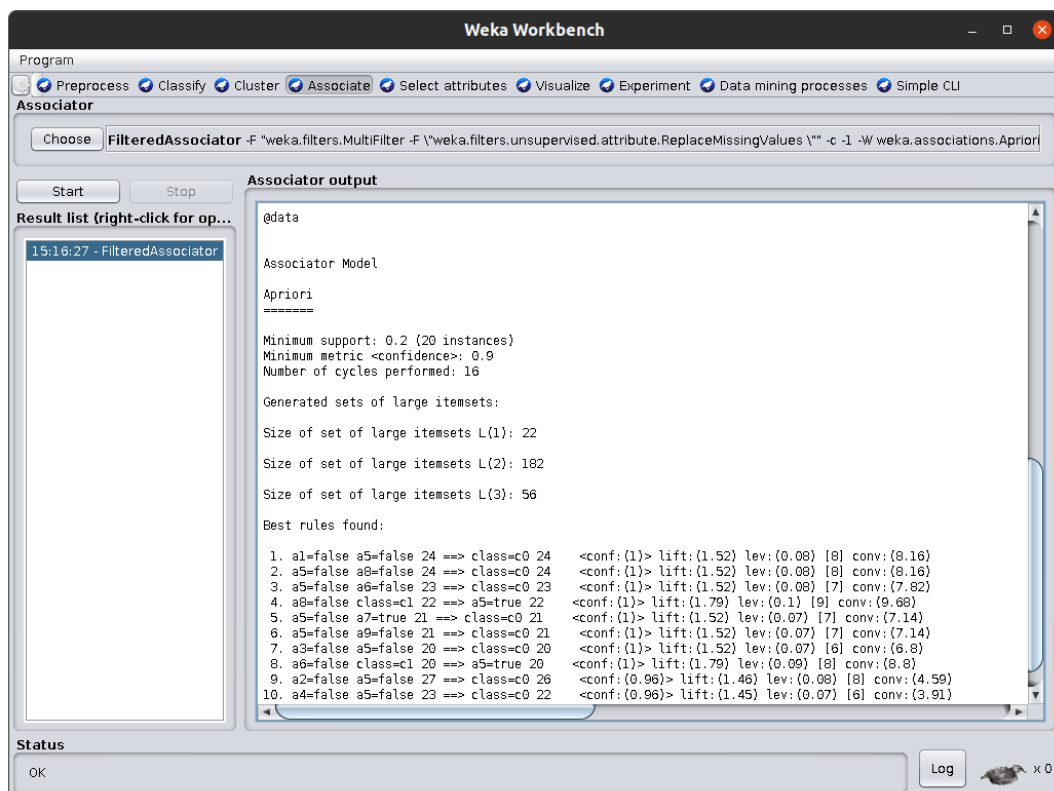 Weka Workbench
Program
Preprocess Classify Cluster Associate Select attributes Visualize Experiment Data mining processes Simple CLI
Associator
Choose FilteredAssociator -F "weka.filters.MultiFilter -F \"weka.filters.unsupervised.attribute.ReplaceMissingValues \"" -c -1 -W weka.associations.Apriori
Start Stop
Associator output
Result list (right-click for op...
15:16:27 - FilteredAssociator
@data
Associator Model
Apriori
=======
Minimum support: 0.2 (20 instances)
Minimum metric <confidence>: 0.9
Number of cycles performed: 16
Generated sets of large itemsets:
Size of set of large itemsets L(1): 22
Size of set of large itemsets L(2): 182
Size of set of large itemsets L(3): 56
Best rules found:
1. a1=false a5=false 24 ==> class=c0 24 <conf:(1)> lift:(1.52) lev:(0.08) [8] conv:(8.16)
2. a5=false a8=false 24 ==> class=c0 24 <conf:(1)> lift:(1.52) lev:(0.08) [8] conv:(8.16)
3. a5=false a6=false 23 ==> class=c0 23 <conf:(1)> lift:(1.52) lev:(0.08) [7] conv:(7.82)
4. a8=false class=c1 22 ==> a5=true 22 <conf:(1)> lift:(1.79) lev:(0.1) [9] conv:(9.68)
5. a5=false a7=true 21 ==> class=c0 21 <conf:(1)> lift:(1.52) lev:(0.07) [7] conv:(7.14)
6. a5=false a9=false 21 ==> class=c0 21 <conf:(1)> lift:(1.52) lev:(0.07) [7] conv:(7.14)
7. a3=false a5=false 20 ==> class=c0 20 <conf:(1)> lift:(1.52) lev:(0.07) [6] conv:(6.8)
8. a6=false class=c1 20 ==> a5=true 20 <conf:(1)> lift:(1.79) lev:(0.09) [8] conv:(8.8)
9. a2=false a5=false 27 ==> class=c0 26 <conf:(0.96)> lift:(1.46) lev:(0.08) [8] conv:(4.59)
10. a4=false a5=false 23 ==> class=c0 22 <conf:(0.96)> lift:(1.45) lev:(0.07) [6] conv:(3.91)
Status
OK
Log
x 0